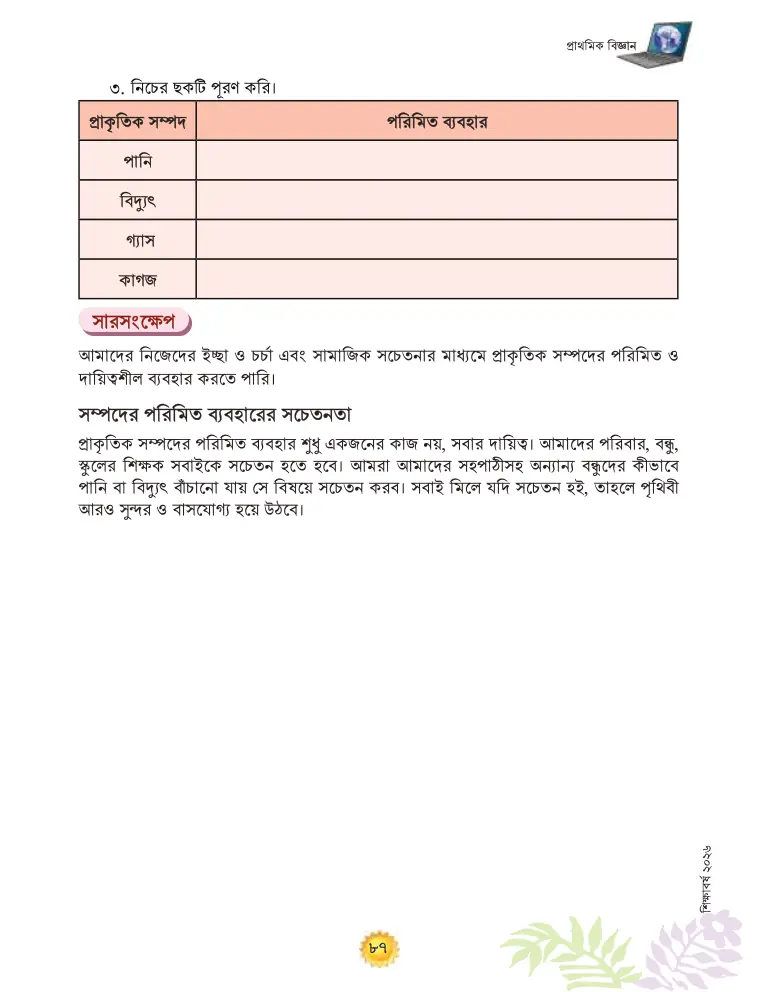 প্রাথমিক বিজ্ঞান
৩. নিচের ছকটি পূরণ করি।
প্রাকৃতিক সম্পদ পরিমিত ব্যবহার
পানি
বিদ্যুৎ
গ্যাস
কাগজ
সারসংক্ষেপ
আমাদের নিজেদের ইচ্ছা ও চর্চা এবং সামাজিক সচেতনার মাধ্যমে প্রাকৃতিক সম্পদের পরিমিত ও
দায়িত্বশীল ব্যবহার করতে পারি।
সম্পদের পরিমিত ব্যবহারের সচেতনতা
প্রাকৃতিক সম্পদের পরিমিত ব্যবহার শুধু একজনের কাজ নয়, সবার দায়িত্ব। আমাদের পরিবার, বন্ধু,
স্কুলের শিক্ষক সবাইকে সচেতন হতে হবে। আমরা আমাদের সহপাঠীসহ অন্যান্য বন্ধুদের কীভাবে
পানি বা বিদ্যুৎ বাঁচানো যায় সে বিষয়ে সচেতন করব। সবাই মিলে যদি সচেতন হই, তাহলে পৃথিবী
আরও সুন্দর ও বাসযোগ্য হয়ে উঠবে।
শিক্ষাবর্ষ ২০২৬
৮৭